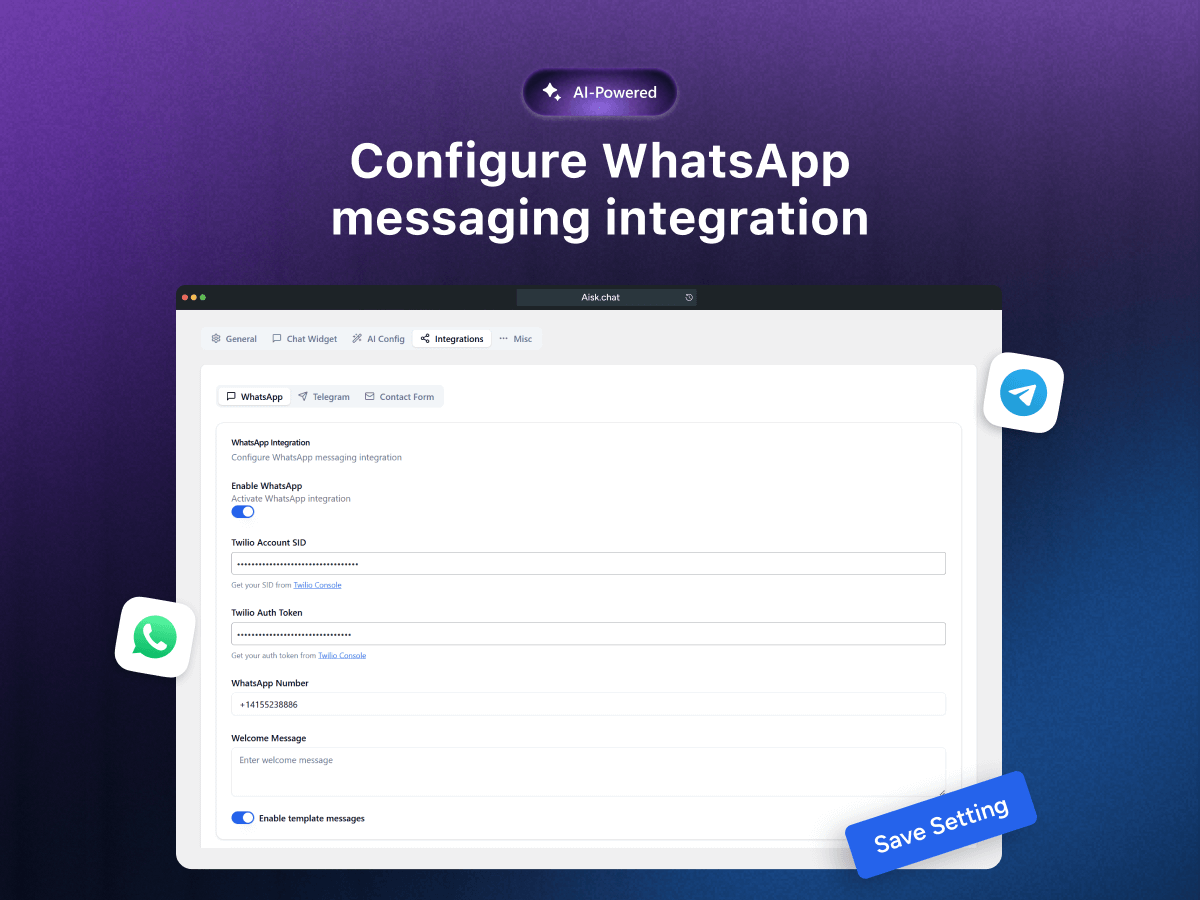 AI-Powered
Configure WhatsApp
messaging integration
Aisk.chat
General
Chat Widget
AI Config
Integrations
Misc
WhatsApp
Telegram
Contact Form
WhatsApp Integration
Configure WhatsApp messaging integration
Enable WhatsApp
Activate WhatsApp integration
Twilio Account SID
Get your SID from Twilio Console
Twilio Auth Token
Get your auth token from Twilio Console
WhatsApp Number
+14155238886
Welcome Message
Enter welcome message
Enable template messages
Save Setting